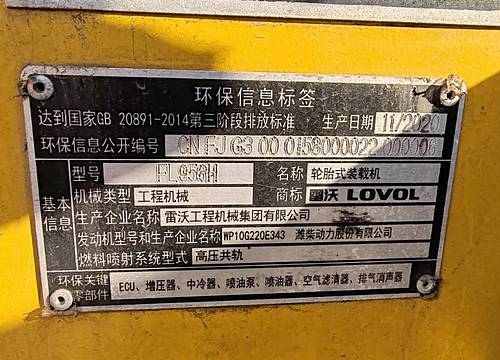 环保信息标签
达到国家GB 20891-2014第三阶段排放标准 生产日期 11/2020
环保信息公开编号 CN FJ G3 00 0158000022 000006
基本信息
型号 FL956H 名称 轮胎式装载机
机械类型 工程机械 商标 雷沃 LOVOL
生产企业名称 雷沃工程机械集团有限公司
发动机型号和生产企业名称 WP10G220E343 潍柴动力股份有限公司
燃料喷射系统型式 高压共轨
环保关键零部件 ECU、增压器、中冷器、喷油泵、喷油器、空气滤清器、排气消声器